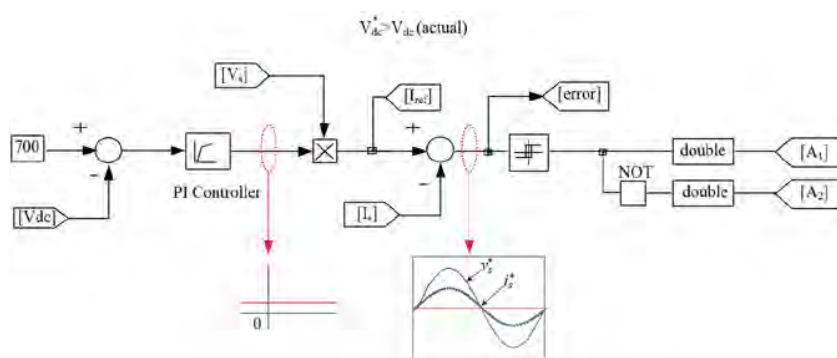 V*dc>Vdc (actual)
[Vs]
[Iref]
[error]
+
+
700
NOT
double
[A1]
−
−
PI Controller
double
[A2]
[Vdc]
[Is]
v*s
i*s
0